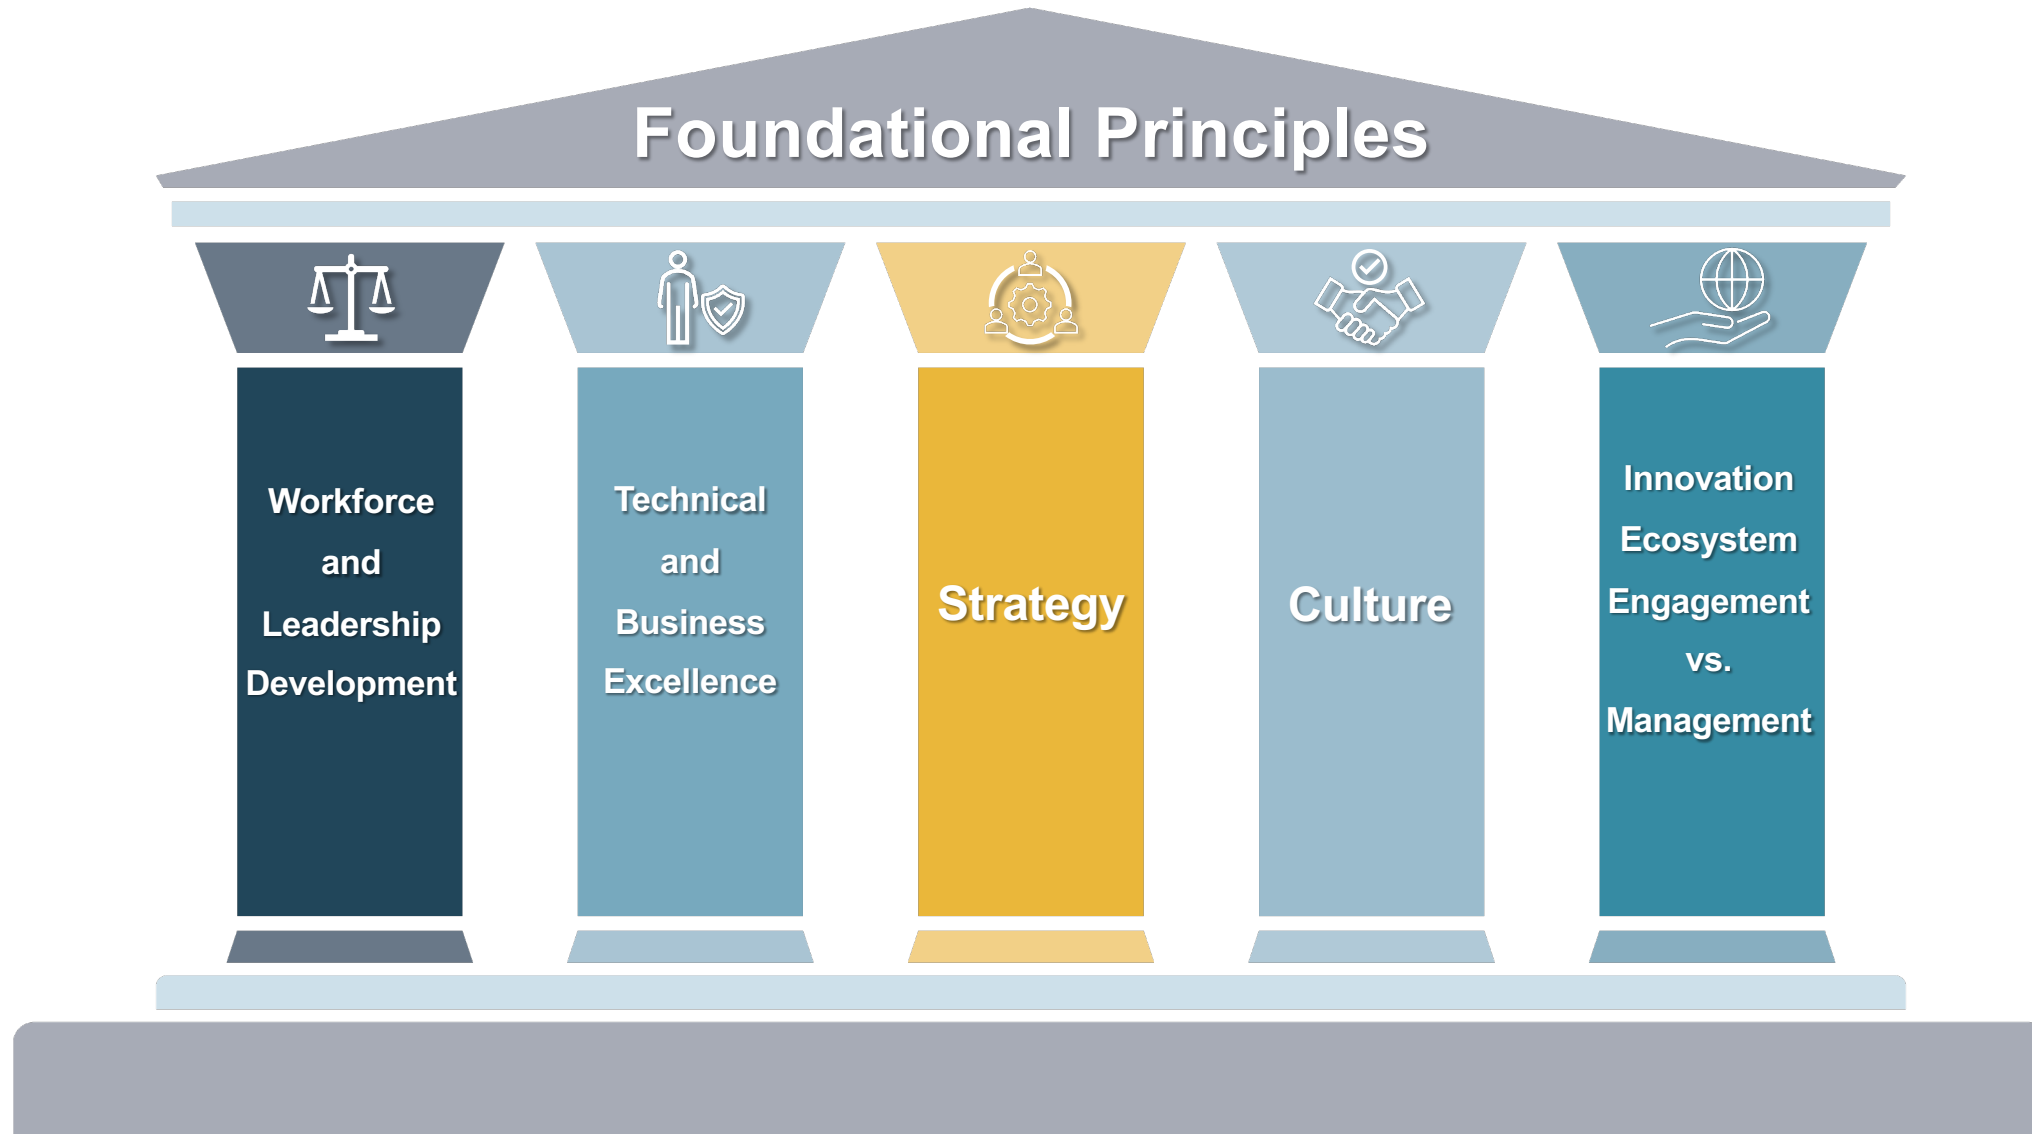 Foundational Principles
Workforce
and
Leadership
Development
Technical
and
Business
Excellence
Strategy
Culture
Innovation
Ecosystem
Engagement
vs.
Management